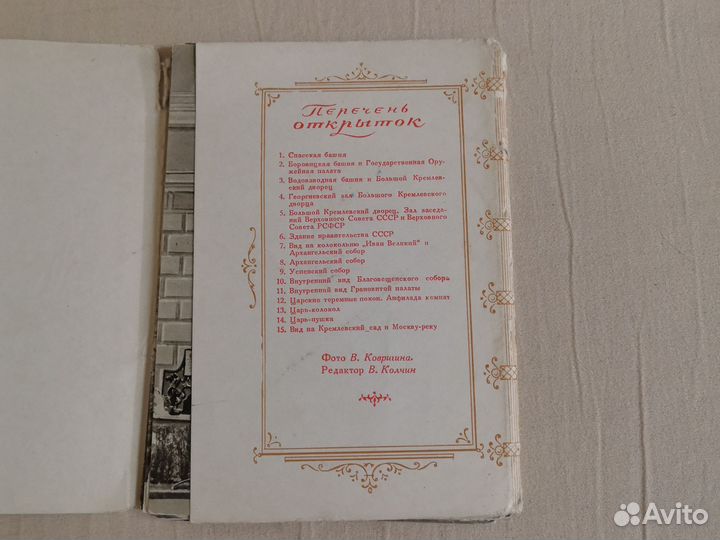 Перечень
открыток
1. Спасская башня
2. Боровицкая башня и Государственная Ору-
жейная палата
3. Водовзводная башня и Большой Кремлев-
ский дворец
4. Георгиевский зал Большого Кремлевского
дворца
5. Большой Кремлевский дворец. Зал заседа-
ний Верховного Совета СССР и Верховного
Совета РСФСР
6. Здание правительства СССР
7. Вид на колокольню „Иван Великий" и
Архангельский собор
8. Архангельский собор
9. Успенский собор
10. Внутренний вид Благовещенского собора
11. Внутренний вид Грановитой палаты
12. Царские теремные покои. Анфилада комнат
13. Царь-колокол
14. Царь-пушка
15. Вид на Кремлевский сад и Москву-реку
Фото В. Ковригина.
Редактор В. Колчин
Avito